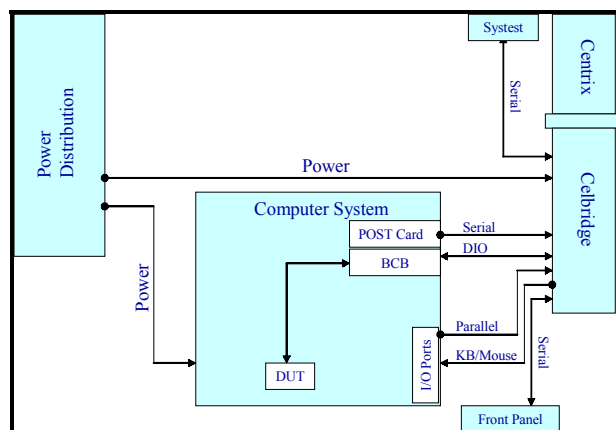 Systest
Centrix
Power
Distribution
Serial
Power
Celbridge
Computer System
POST Card
Serial
BCB
DIO
Power
Parallel
I/O Ports
KB/Mouse
Serial
DUT
Front Panel